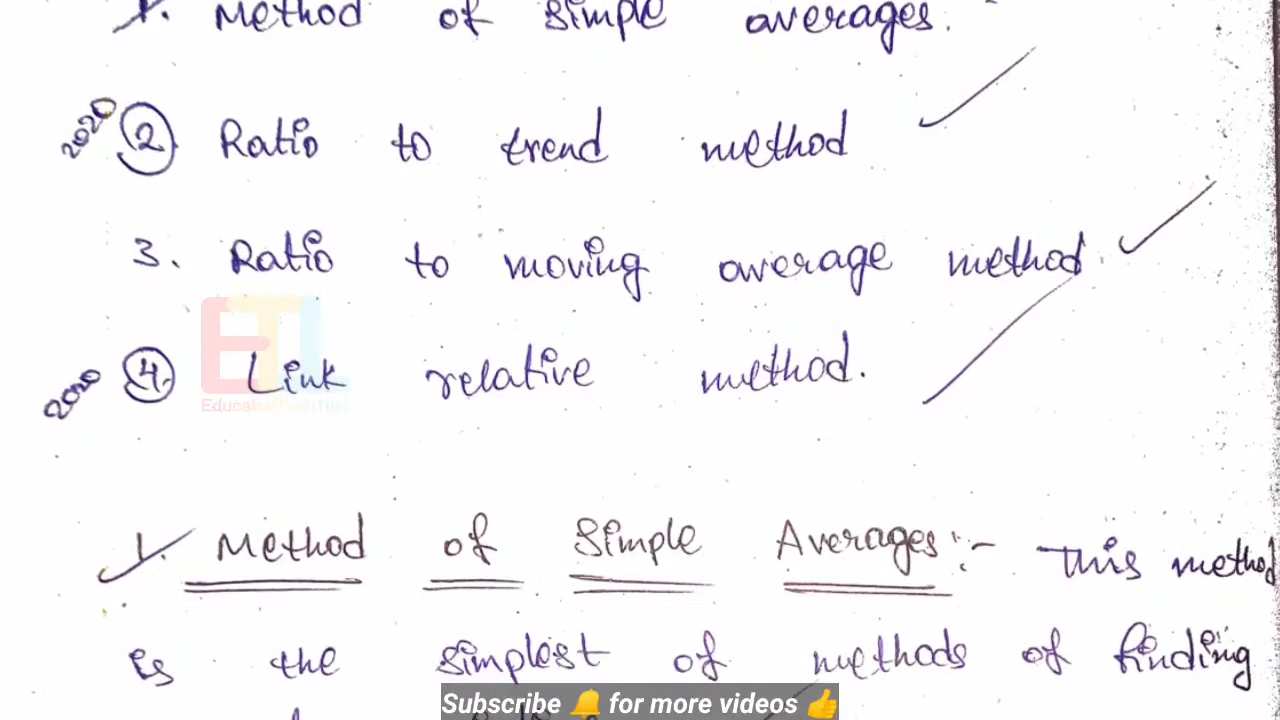 1. Method of simple averages.
2020 2 Ratio to trend method
3. Ratio to moving average method.
2020 4. Link relative method.
ETI
1. Method of Simple Averages :- This method
is the simplest of methods of finding
Subscribe 🔔 for more videos 👍